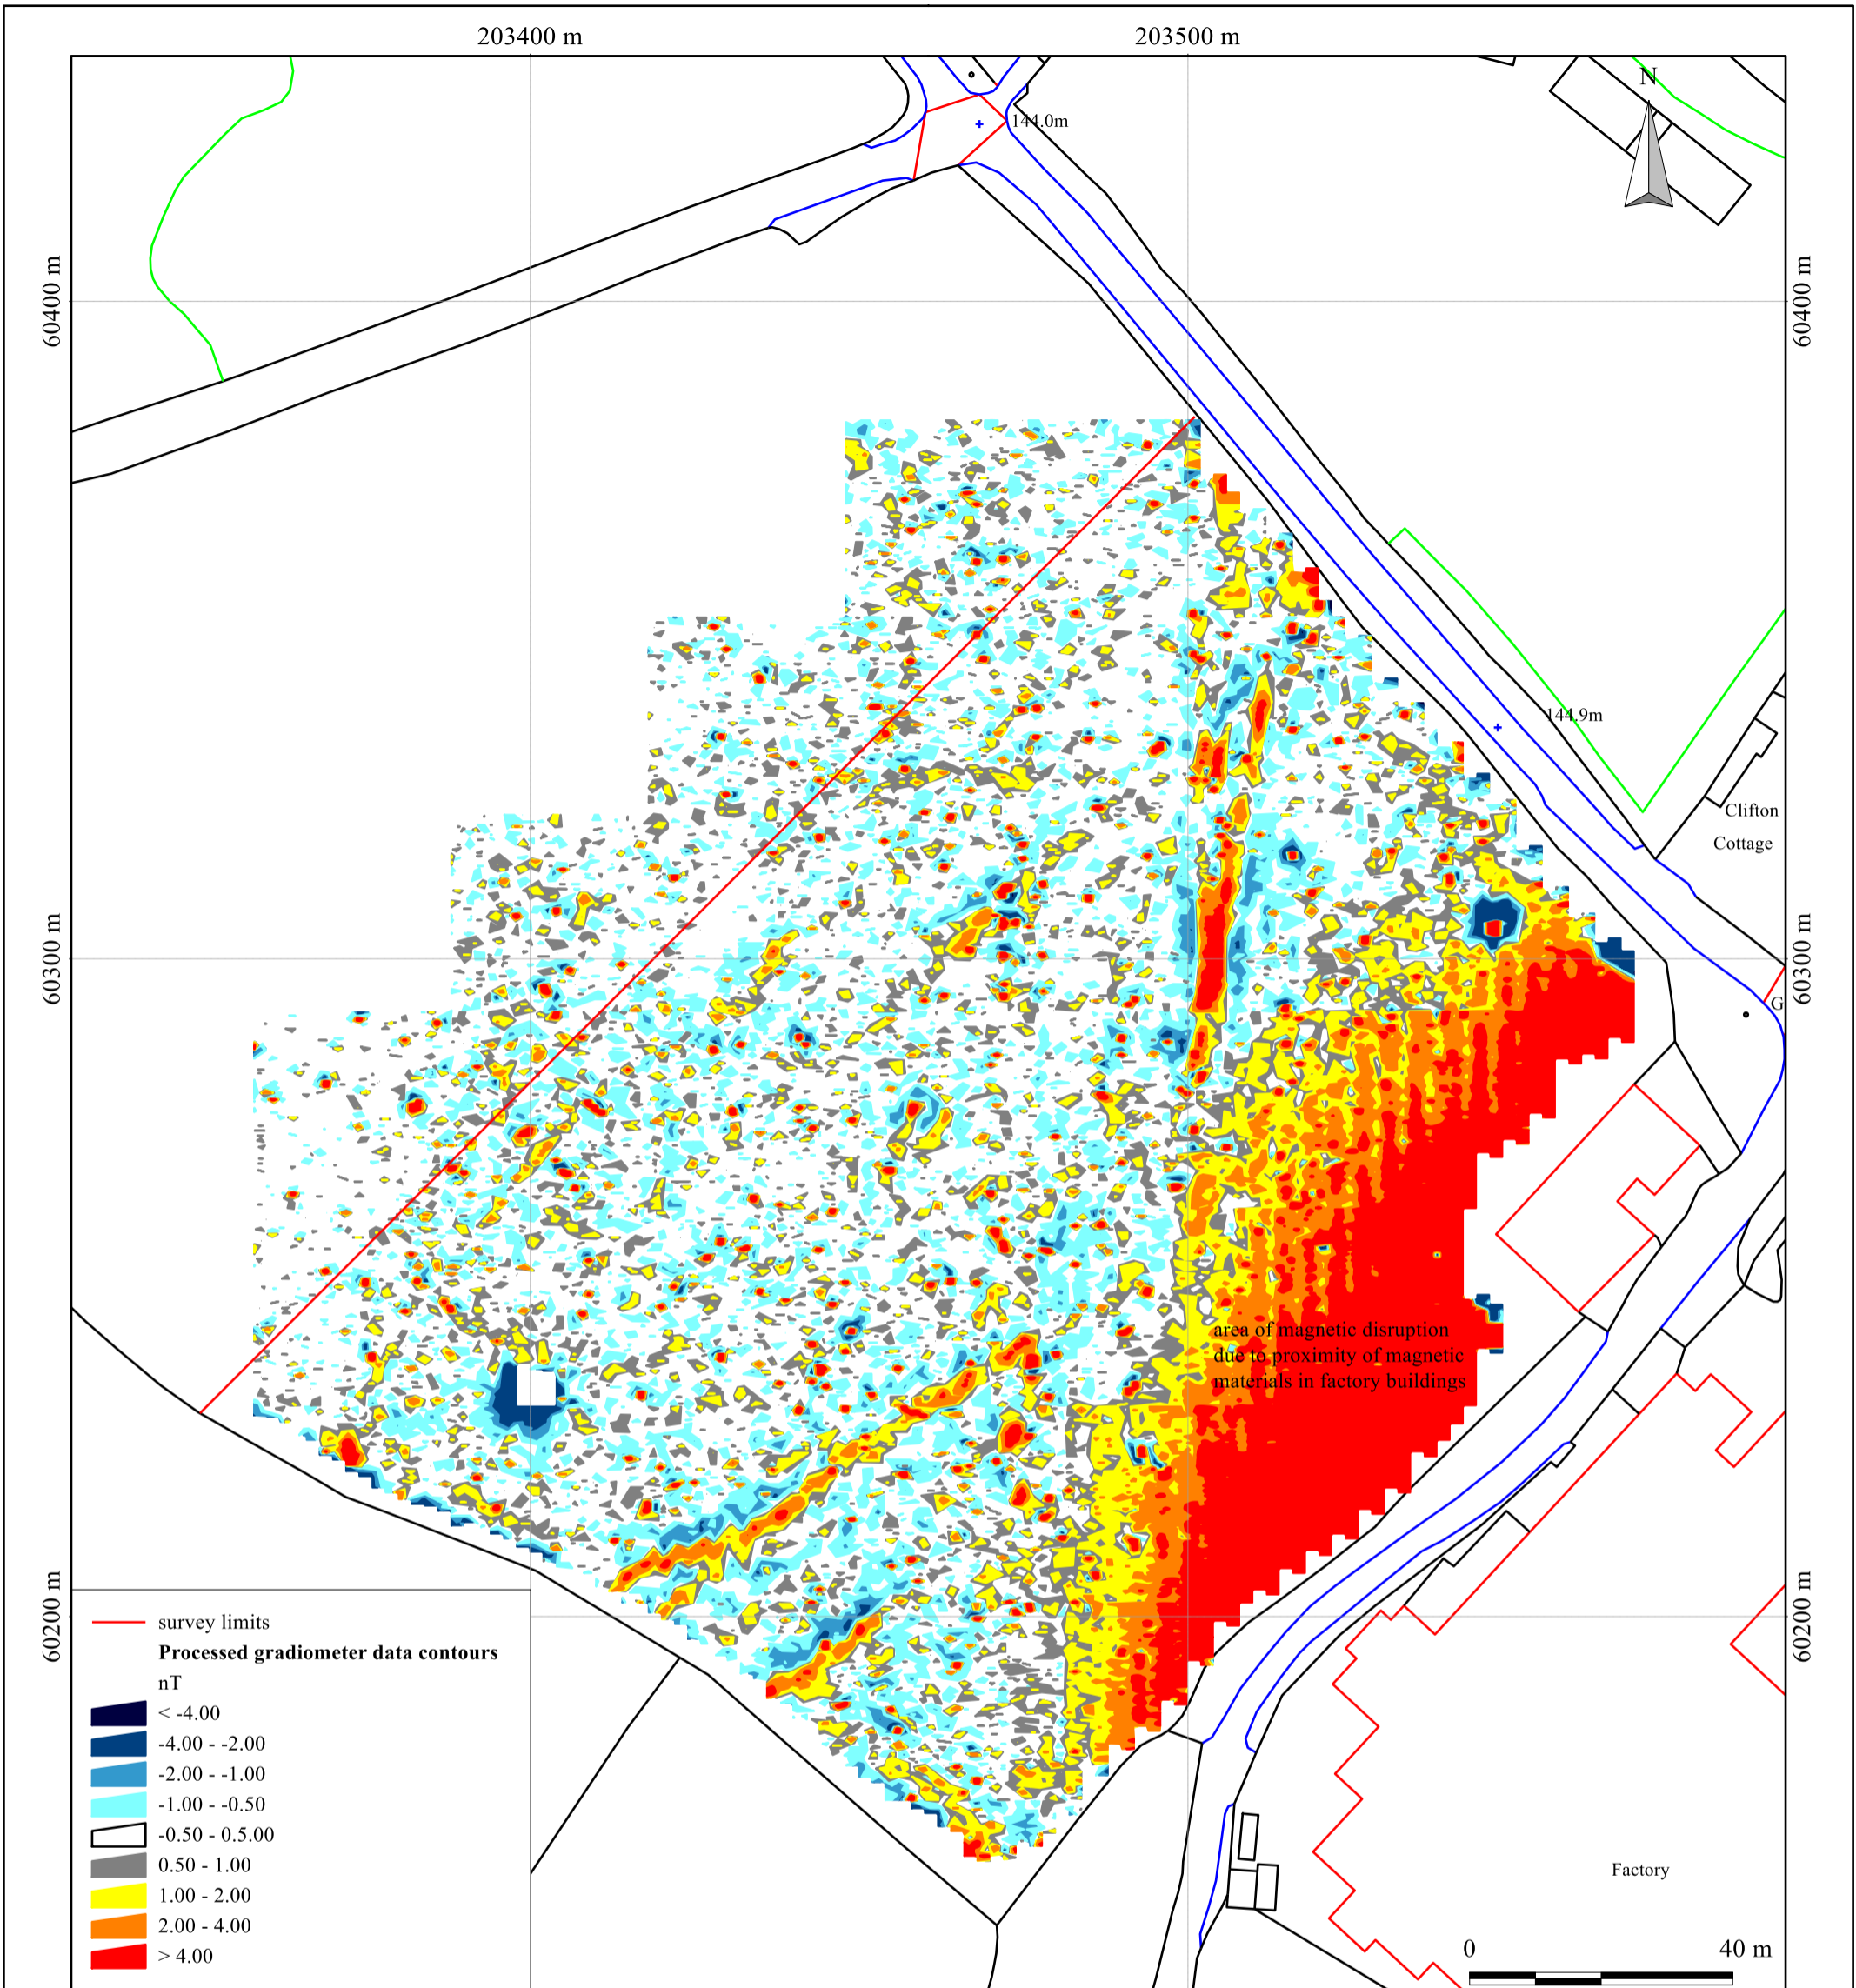 203400 m
203500 m
N
144.0m
60400 m
60400 m
144.9m
Clifton
Cottage
60300 m
60300 m
G
area of magnetic disruption
due to proximity of magnetic
materials in factory buildings
60200 m
60200 m
survey limits
Processed gradiometer data contours
nT
< -4.00
-4.00 - -2.00
-2.00 - -1.00
-1.00 - -0.50
-0.50 - 0.5.00
0.50 - 1.00
1.00 - 2.00
2.00 - 4.00
> 4.00
Factory
0 40 m